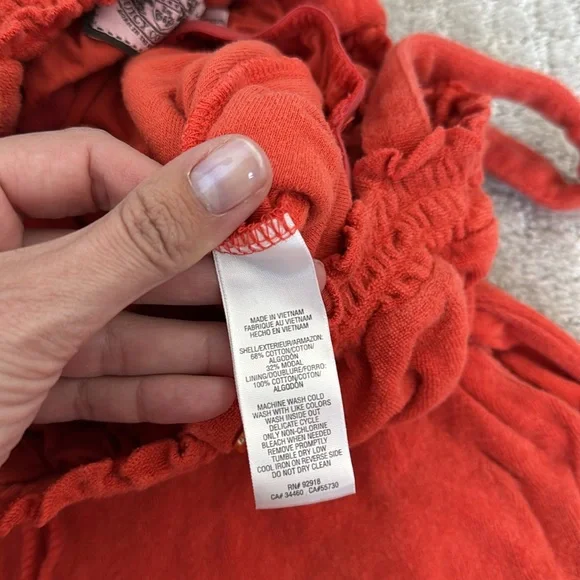 MADE IN VIETNAM
FABRIQUÉ AU VIETNAM
HECHO EN VIETNAM
SHELL/EXTERIEUR/ARMAZON:
68% COTTON/COTON/
ALGODÓN
32% MODAL
LINING/DOUBLURE/FORRO:
100% COTTON/COTON/
ALGODÓN
MACHINE WASH COLD
WASH WITH LIKE COLORS
WASH INSIDE OUT
DELICATE CYCLE
ONLY NON-CHLORINE
BLEACH WHEN NEEDED
REMOVE PROMPTLY
TUMBLE DRY LOW
COOL IRON ON REVERSE SIDE
DO NOT DRY CLEAN
RN# 92918
CA# 34460 CA#55730